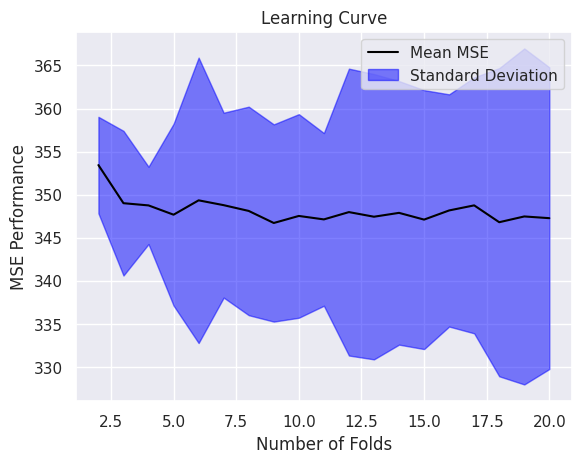 Learning Curve
Mean MSE
Standard Deviation
MSE Performance
365
360
355
350
345
340
335
330
2.5 5.0 7.5 10.0 12.5 15.0 17.5 20.0
Number of Folds